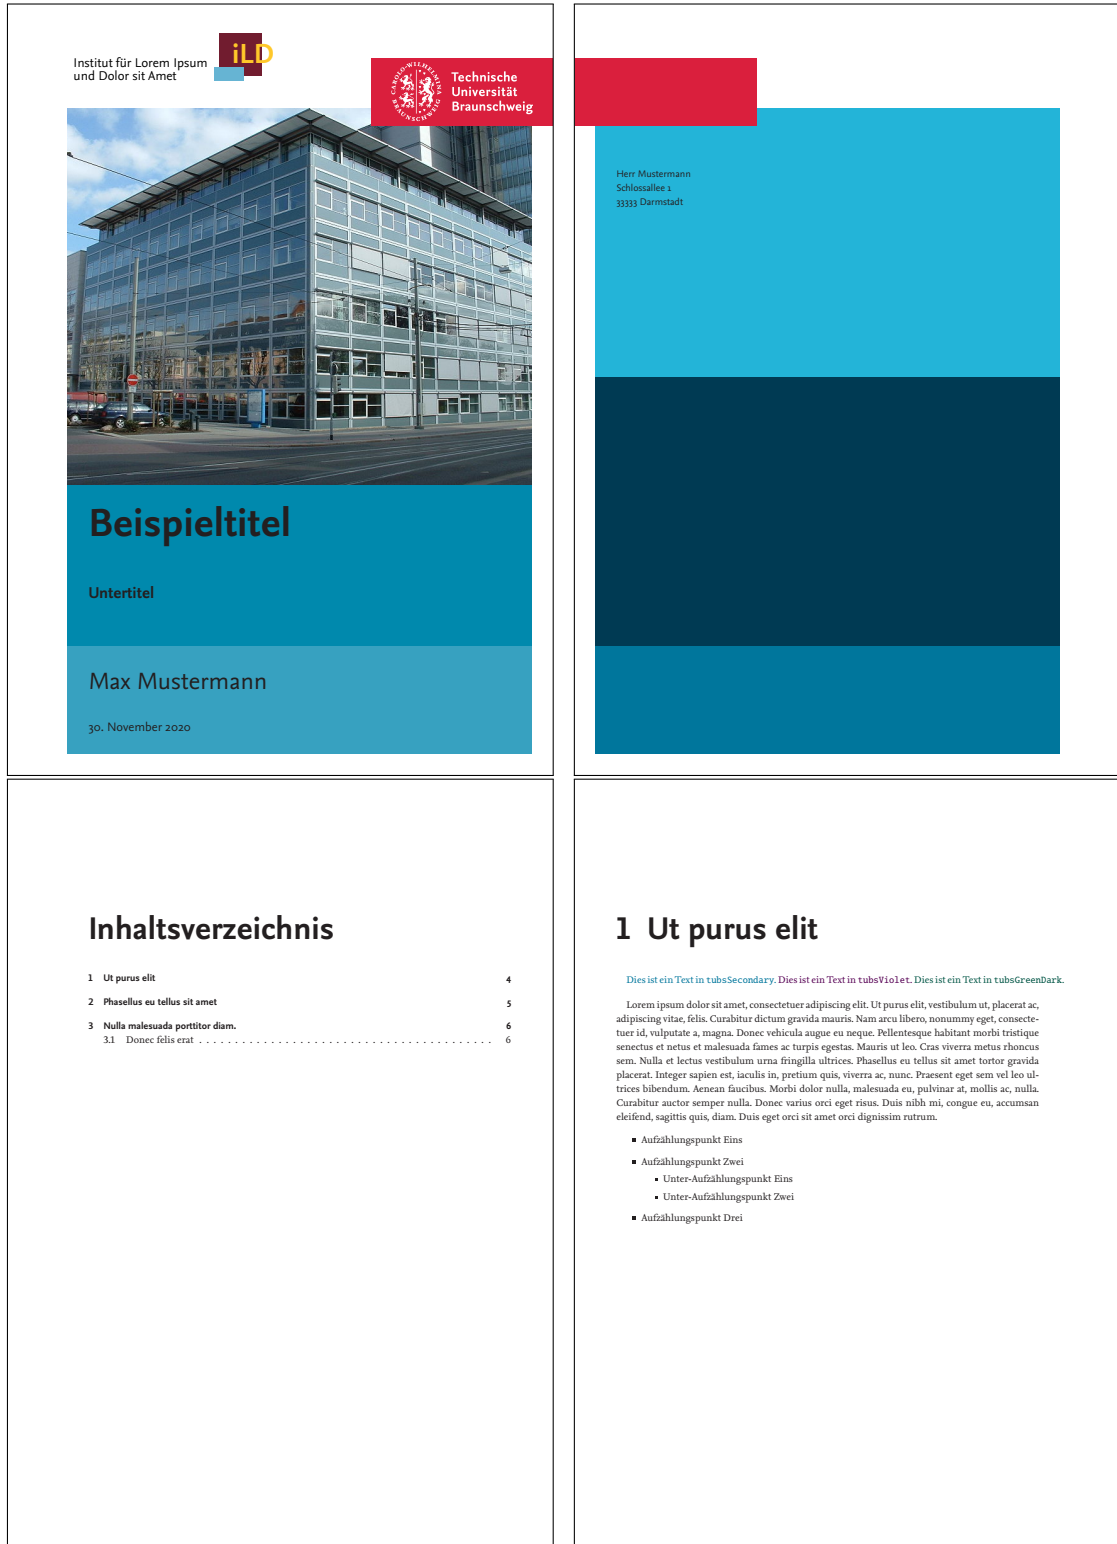 Institut für Lorem Ipsum
und Dolor sit Amet
iLD
CAROLO-WILHELMINA
BRAUNSCHWEIG
Technische
Universität
Braunschweig
Beispieltitel
Untertitel
Max Mustermann
30. November 2020
Herr Mustermann
Schlossallee 1
33333 Darmstadt
Inhaltsverzeichnis
1 Ut purus elit 4
2 Phasellus eu tellus sit amet 5
3 Nulla malesuada porttitor diam. 6
3.1 Donec felis erat . . . . . . . . . . . . . . . . . . . . . . . . . . . . . . . . . . 6
1 Ut purus elit
Dies ist ein Text in tubsSecondary. Dies ist ein Text in tubsViolet. Dies ist ein Text in tubsGreenDark.
Lorem ipsum dolor sit amet, consectetuer adipiscing elit. Ut purus elit, vestibulum ut, placerat ac,
adipiscing vitae, felis. Curabitur dictum gravida mauris. Nam arcu libero, nonummy eget, consecte-
tuer id, vulputate a, magna. Donec vehicula augue eu neque. Pellentesque habitant morbi tristique
senectus et netus et malesuada fames ac turpis egestas. Mauris ut leo. Cras viverra metus rhoncus
sem. Nulla et lectus vestibulum urna fringilla ultrices. Phasellus eu tellus sit amet tortor gravida
placerat. Integer sapien est, iaculis in, pretium quis, viverra ac, nunc. Praesent eget sem vel leo ul-
trices bibendum. Aenean faucibus. Morbi dolor nulla, malesuada eu, pulvinar at, mollis ac, nulla.
Curabitur auctor semper nulla. Donec varius orci eget risus. Duis nibh mi, congue eu, accumsan
eleifend, sagittis quis, diam. Duis eget orci sit amet orci dignissim rutrum.
▪ Aufzählungspunkt Eins
▪ Aufzählungspunkt Zwei
▪ Unter-Aufzählungspunkt Eins
▪ Unter-Aufzählungspunkt Zwei
▪ Aufzählungspunkt Drei